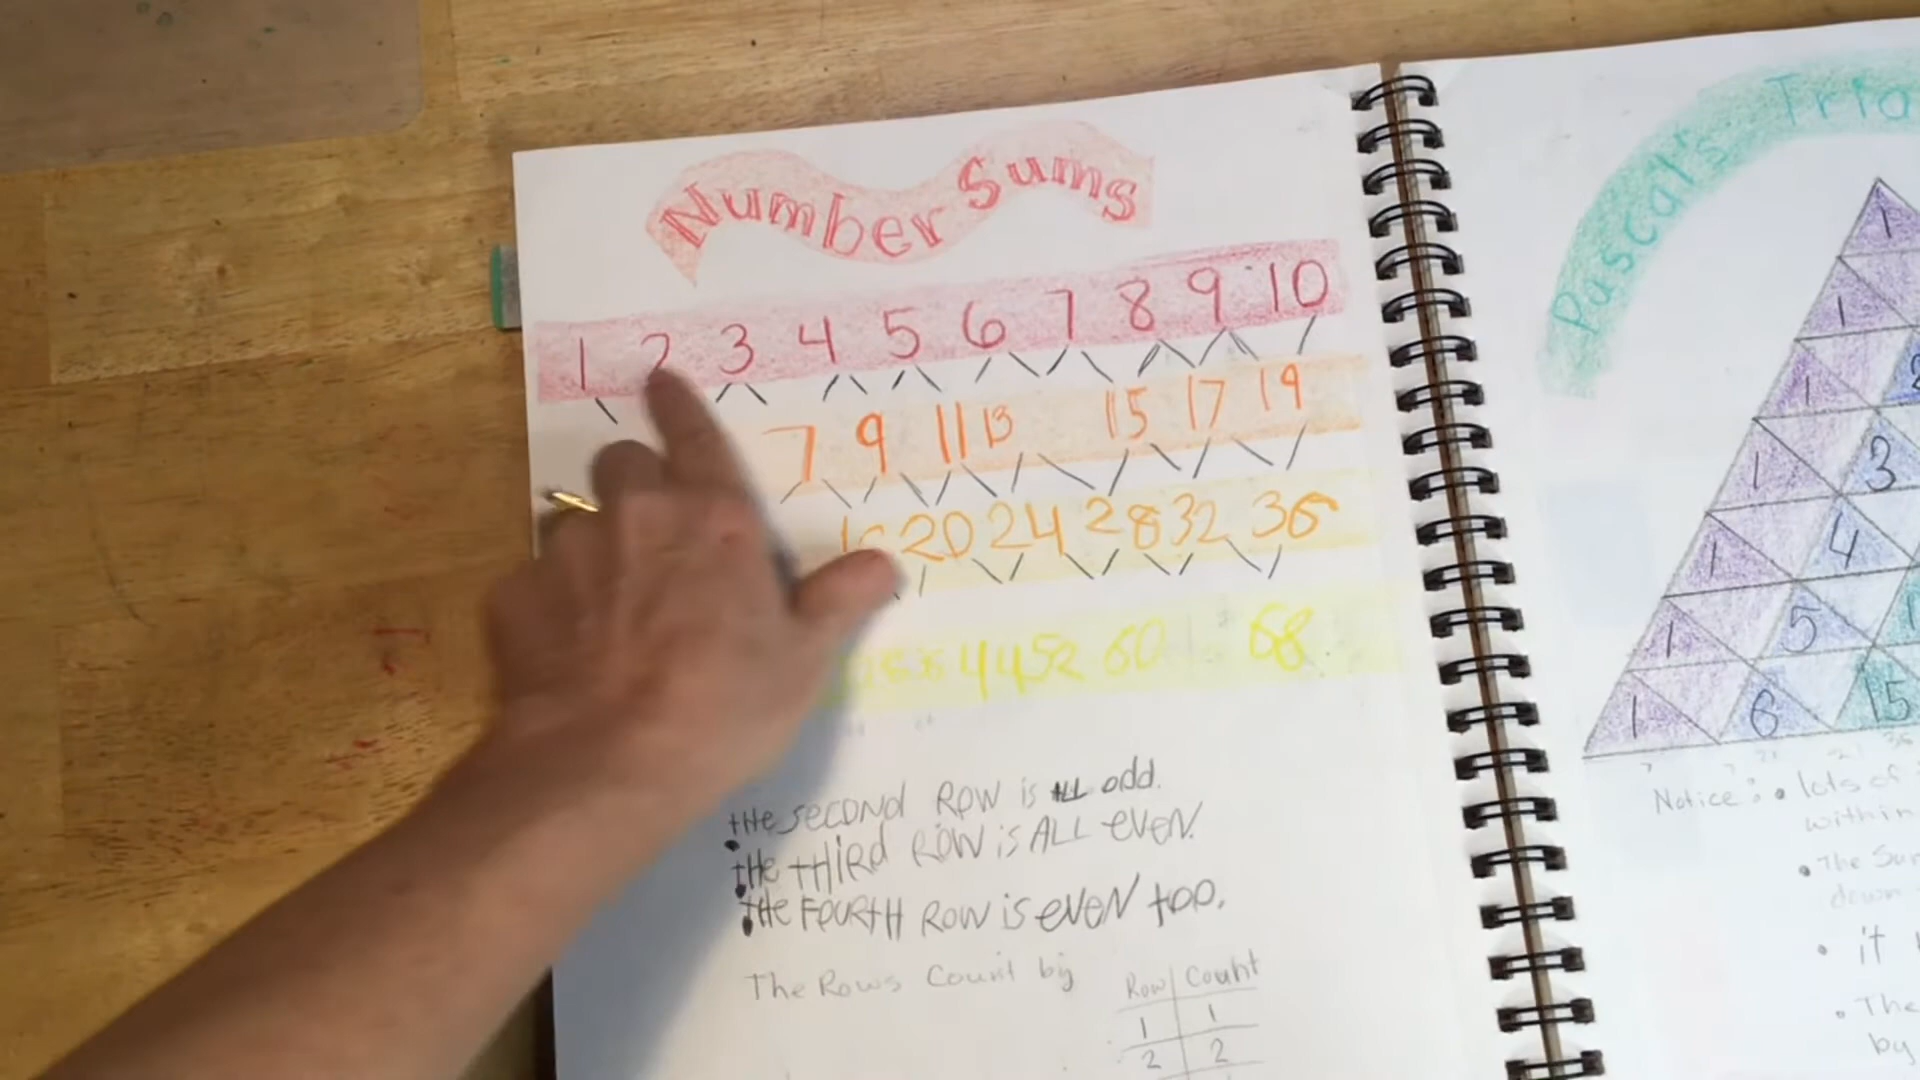 Number Sums
1 2 3 4 5 6 7 8 9 10
7 9 11 13 15 17 19
20 24 28 32 36
44 52 60 68
the second Row is ALL odd.
the third Row is ALL even.
the Fourth Row is even too.
The Rows Count by
Row Count
1 1
2 2
Pascal's Tria
1
1
1 2
1 3
1 4
1 5
1 6 15
Notice: • lots of
within
• The Sum
down
• it
• The
by